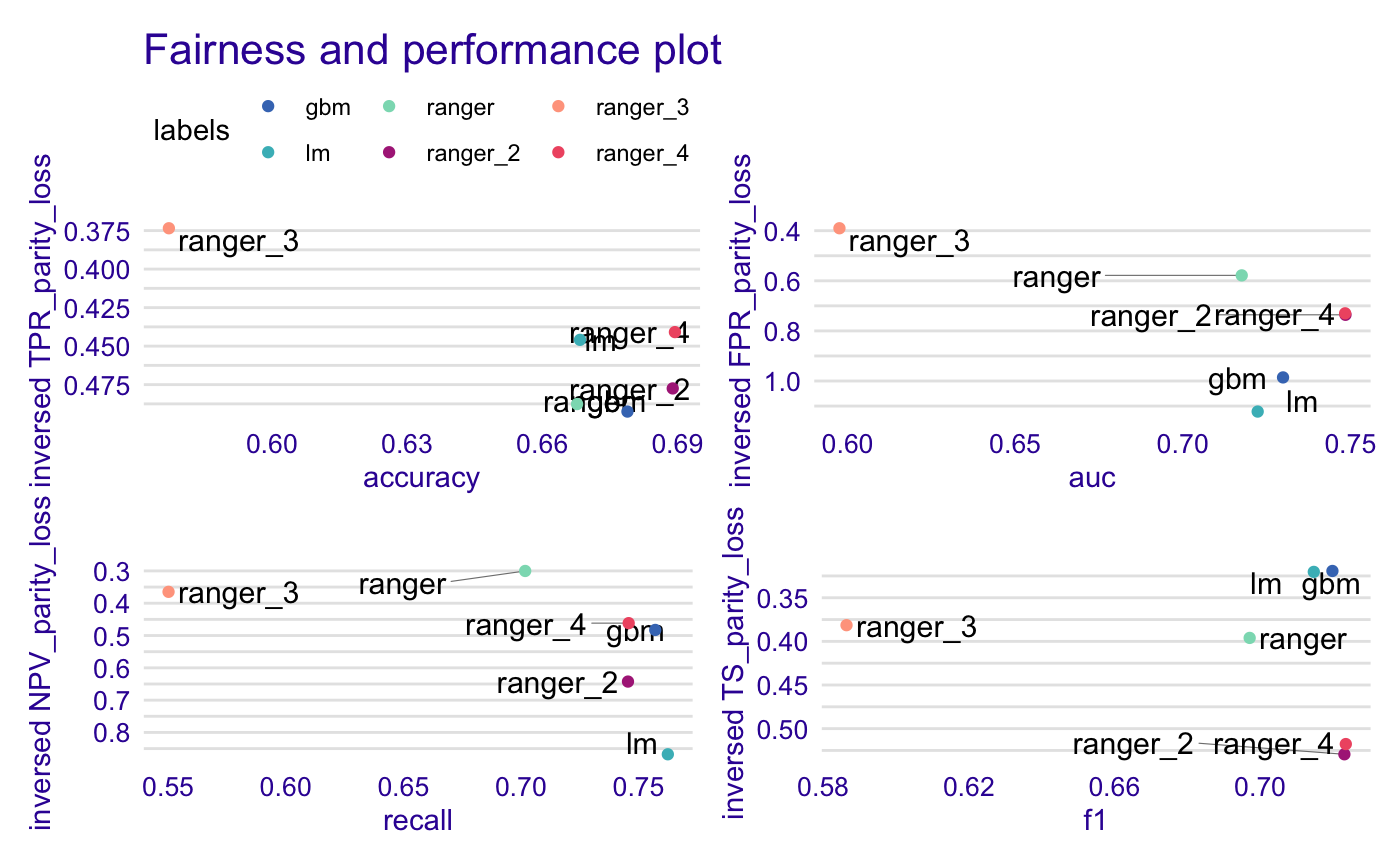 Fairness and performance plot
labels
gbm
ranger
ranger_3
lm
ranger_2
ranger_4
inversed TPR_parity_loss
0.375
0.400
0.425
0.450
0.475
ranger_3
ranger_4
lm
ranger_2
ranger
gbm
0.60
0.63
0.66
0.69
accuracy
inversed FPR_parity_loss
0.4
0.6
0.8
1.0
ranger_3
ranger
ranger_2
ranger_4
gbm
lm
0.60
0.65
0.70
0.75
auc
inversed NPV_parity_loss
0.3
0.4
0.5
0.6
0.7
0.8
ranger
ranger_3
ranger_4
gbm
ranger_2
lm
0.55
0.60
0.65
0.70
0.75
recall
inversed TS_parity_loss
0.35
0.40
0.45
0.50
lm
gbm
ranger_3
ranger
ranger_2
ranger_4
0.58
0.62
0.66
0.70
f1